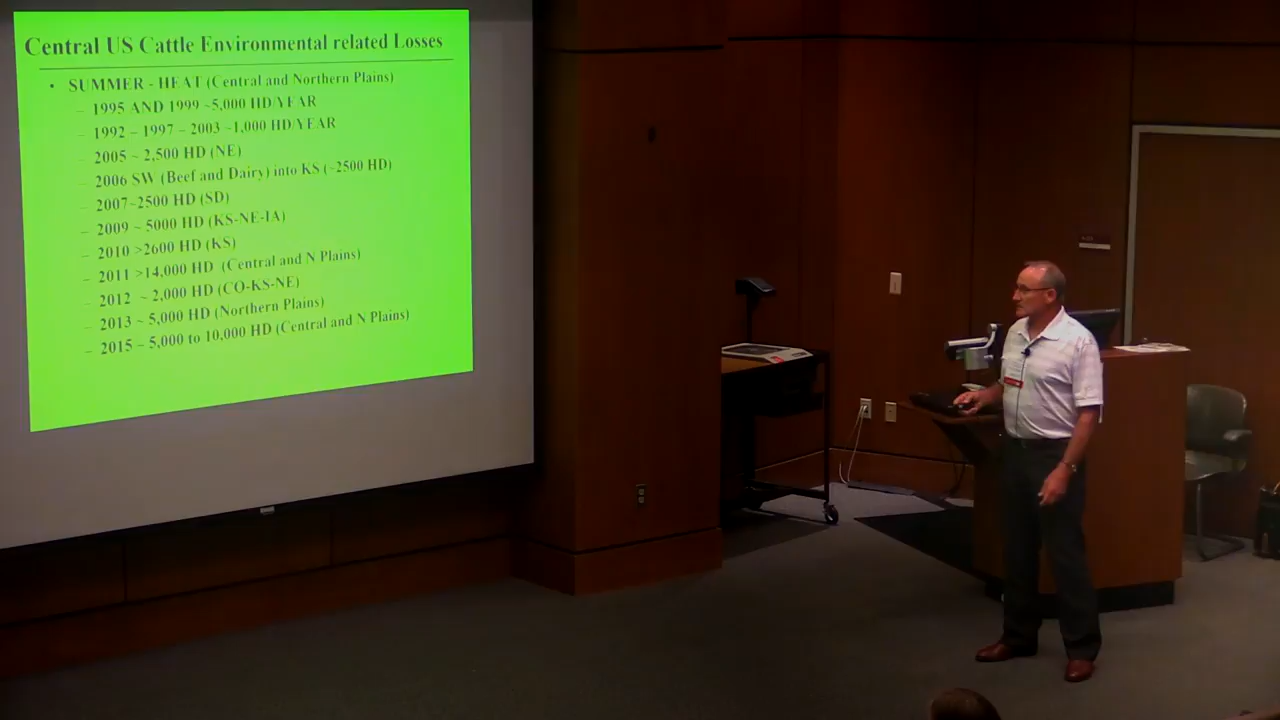 Central US Cattle Environmental related Losses
• SUMMER - HEAT (Central and Northern Plains)
– 1995 AND 1999 ~5,000 HD/YEAR
– 1992 – 1997 – 2003 ~1,000 HD/YEAR
– 2005 ~ 2,500 HD (NE)
– 2006 SW (Beef and Dairy) into KS (~2500 HD)
– 2007~2500 HD (SD)
– 2009 ~ 5000 HD (KS-NE-IA)
– 2010 >2600 HD (KS)
– 2011 >14,000 HD (Central and N Plains)
– 2012 ~ 2,000 HD (CO-KS-NE)
– 2013 ~ 5,000 HD (Northern Plains)
– 2015 ~ 5,000 to 10,000 HD (Central and N Plains)